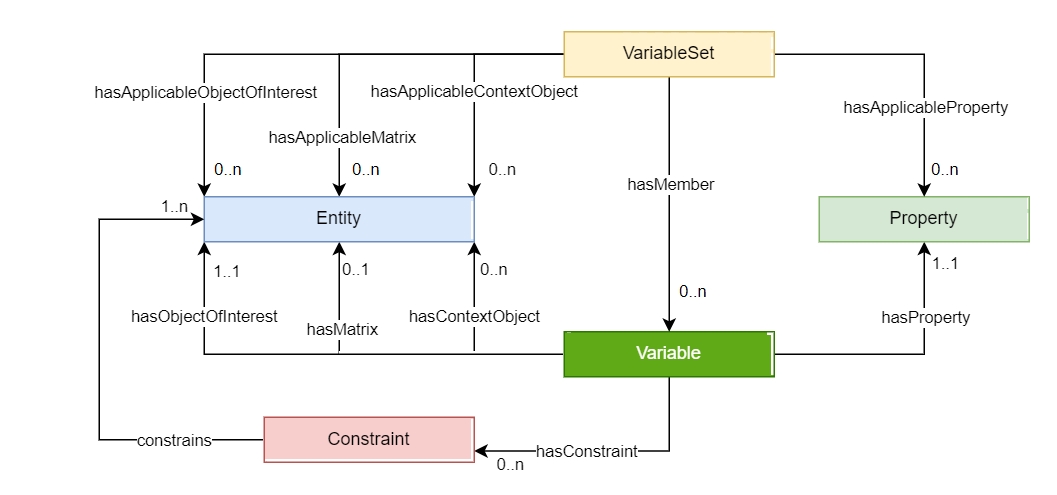 VariableSet
hasApplicableObjectOfInterest
hasApplicableContextObject
hasApplicableProperty
hasApplicableMatrix
0..n
0..n
0..n
0..n
hasMember
1..n
Entity
Property
1..1
0..1
0..n
1..1
0..n
hasObjectOfInterest
hasMatrix
hasContextObject
hasProperty
Variable
constrains
Constraint
hasConstraint
0..n